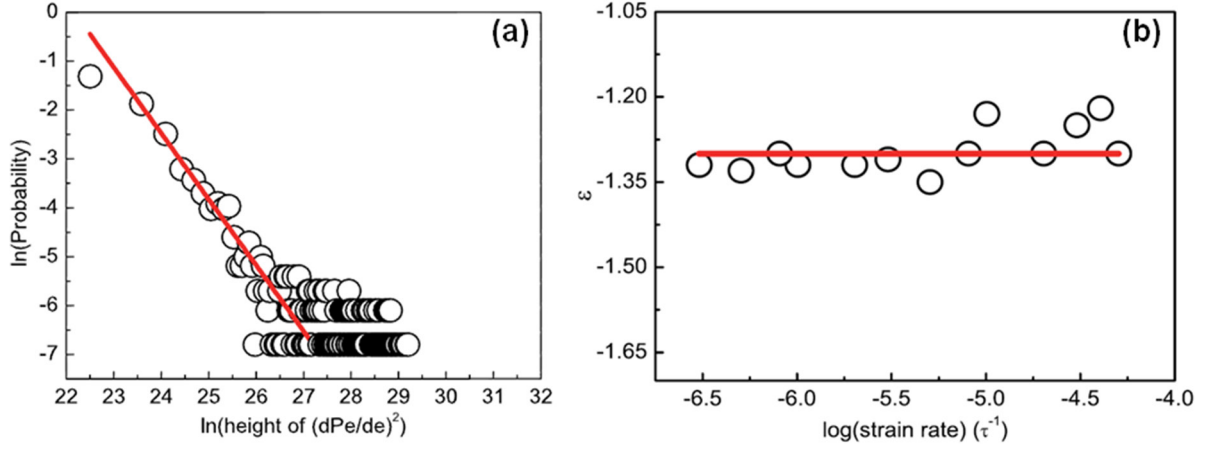 (a)
ln(Probability)
0
-1
-2
-3
-4
-5
-6
-7
22 23 24 25 26 27 28 29 30 31 32
ln(height of (dPe/de)²)
(b)
ε
-1.05
-1.20
-1.35
-1.50
-1.65
-6.5 -6.0 -5.5 -5.0 -4.5 -4.0
log(strain rate) (τ⁻¹)